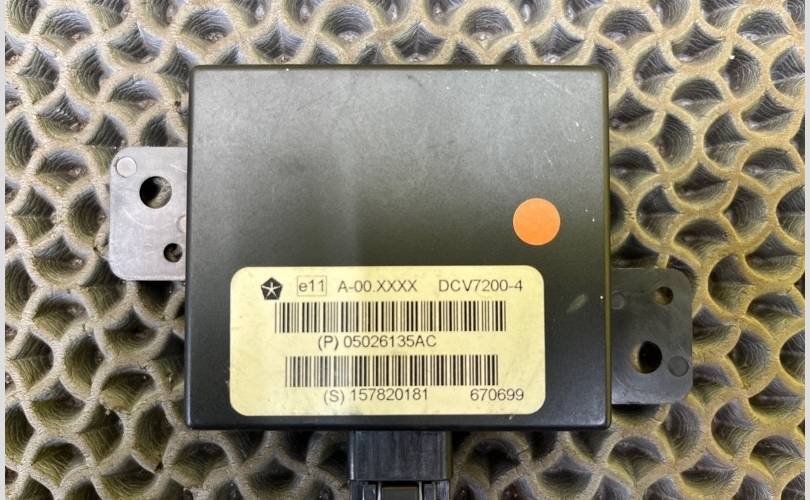 e11 A-00.XXXX DCV7200-4
(P) 05026135AC
(S) 157820181 670699